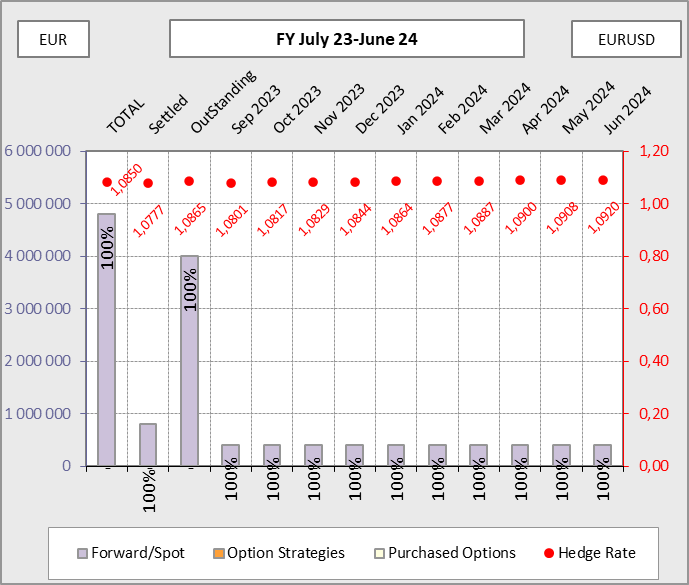 EUR
FY July 23-June 24
EURUSD
TOTAL
Settled
OutStanding
Sep 2023
Oct 2023
Nov 2023
Dec 2023
Jan 2024
Feb 2024
Mar 2024
Apr 2024
May 2024
Jun 2024
6 000 000
5 000 000
4 000 000
3 000 000
2 000 000
1 000 000
0
1,20
1,00
0,80
0,60
0,40
0,20
0,00
1,0850
1,0777
1,0865
1,0801
1,0817
1,0829
1,0844
1,0864
1,0877
1,0887
1,0900
1,0908
1,0920
100%
100%
100%
100%
100%
100%
100%
100%
100%
100%
100%
100%
100%
-
-
Forward/Spot Option Strategies Purchased Options Hedge Rate